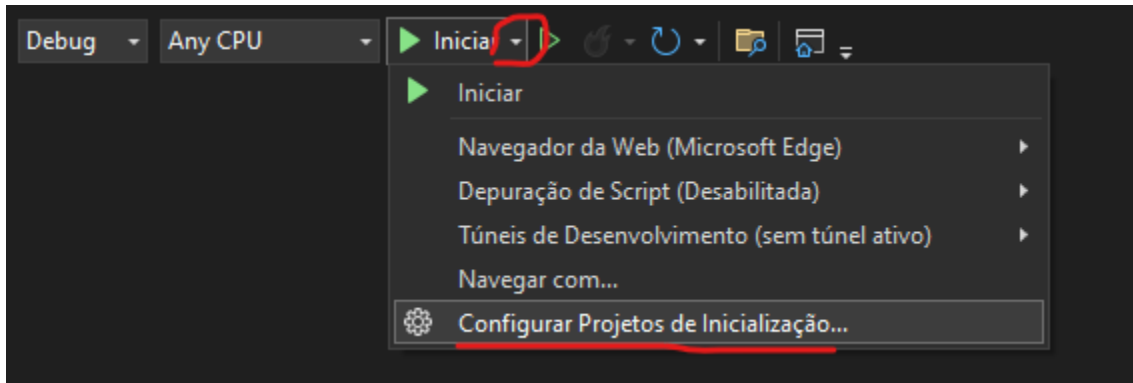 Debug Any CPU Iniciar
Iniciar
Navegador da Web (Microsoft Edge)
Depuração de Script (Desabilitada)
Túneis de Desenvolvimento (sem túnel ativo)
Navegar com...
Configurar Projetos de Inicialização...